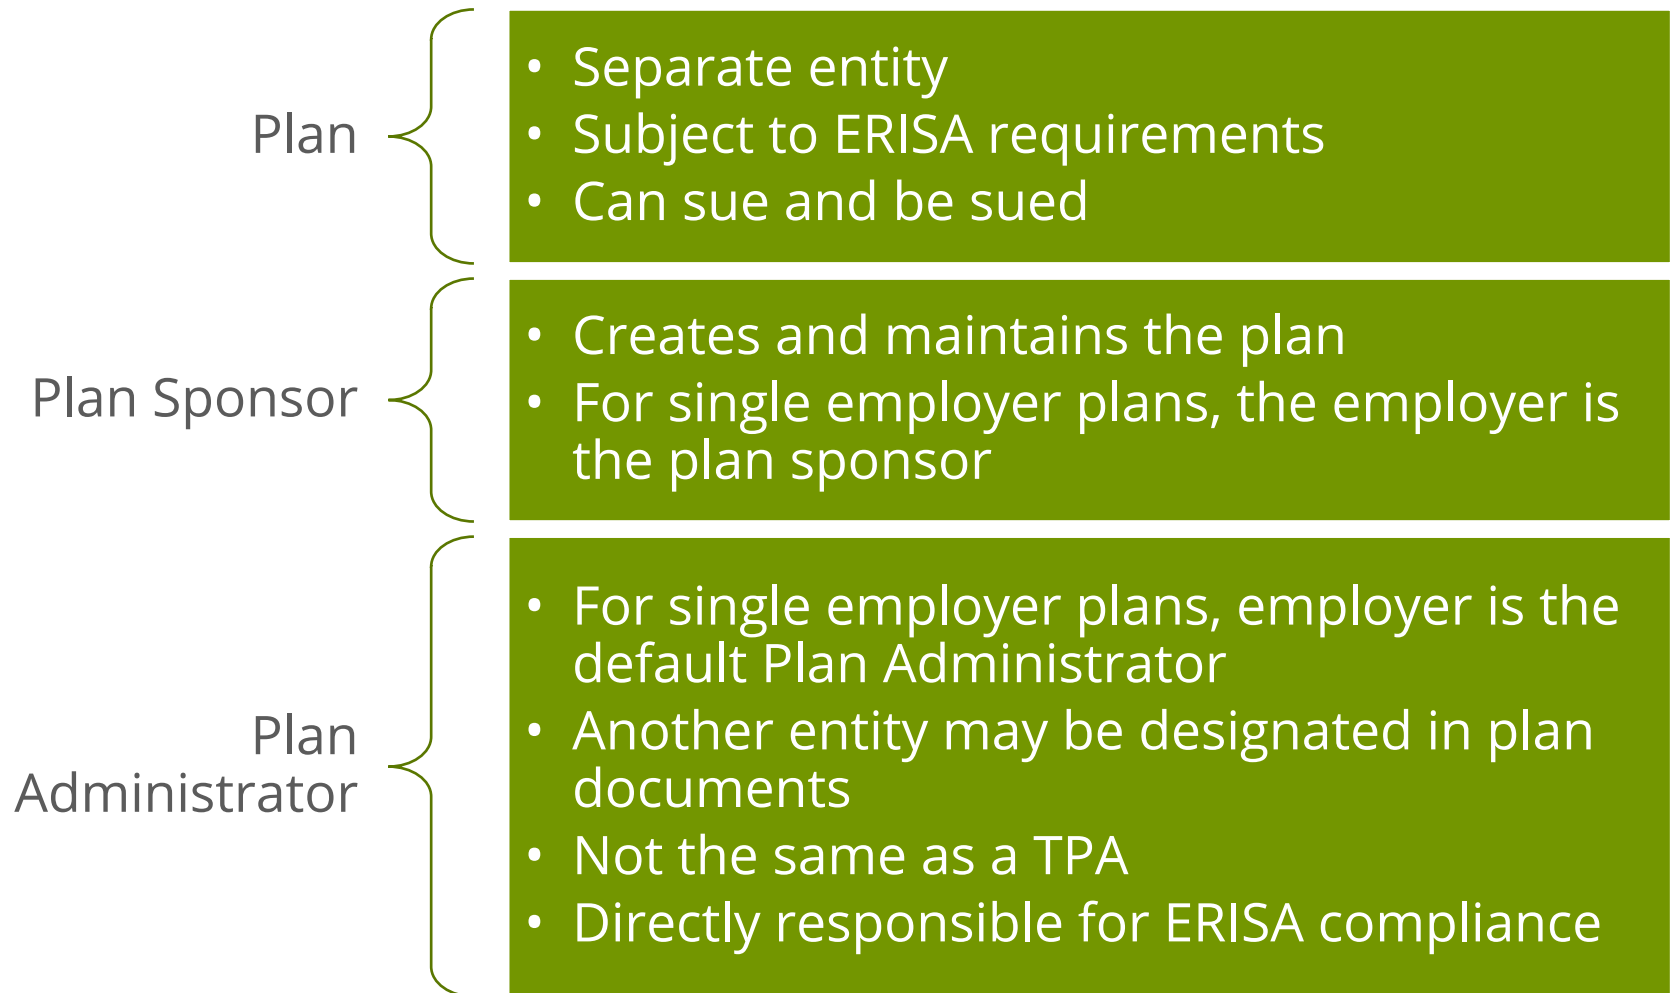 Plan
• Separate entity
• Subject to ERISA requirements
• Can sue and be sued
Plan Sponsor
• Creates and maintains the plan
• For single employer plans, the employer is
the plan sponsor
Plan
Administrator
• For single employer plans, employer is the
default Plan Administrator
• Another entity may be designated in plan
documents
• Not the same as a TPA
• Directly responsible for ERISA compliance